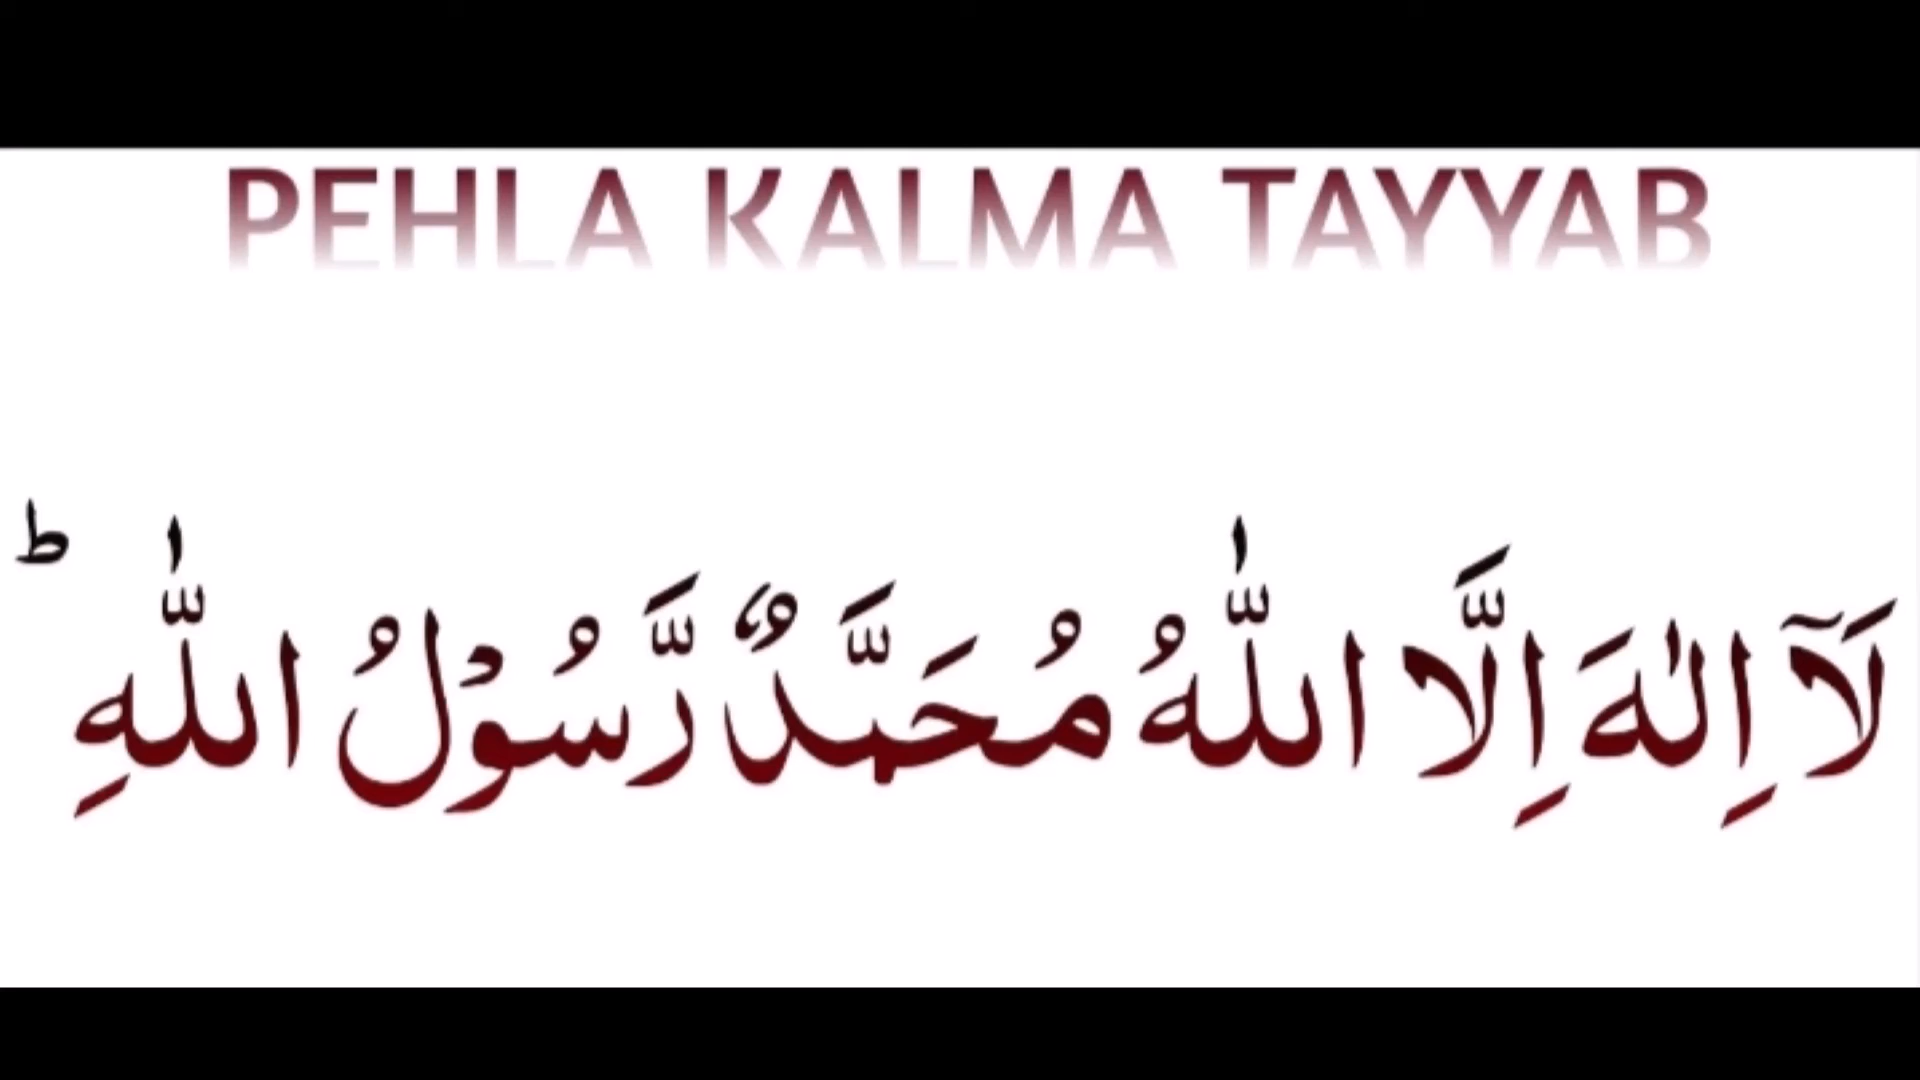 PEHLA KALMA TAYYAB
لَآ اِلٰهَ اِلَّا اللّٰهُ مُحَمَّدٌ رَّسُوْلُ اللّٰهِ ؕ